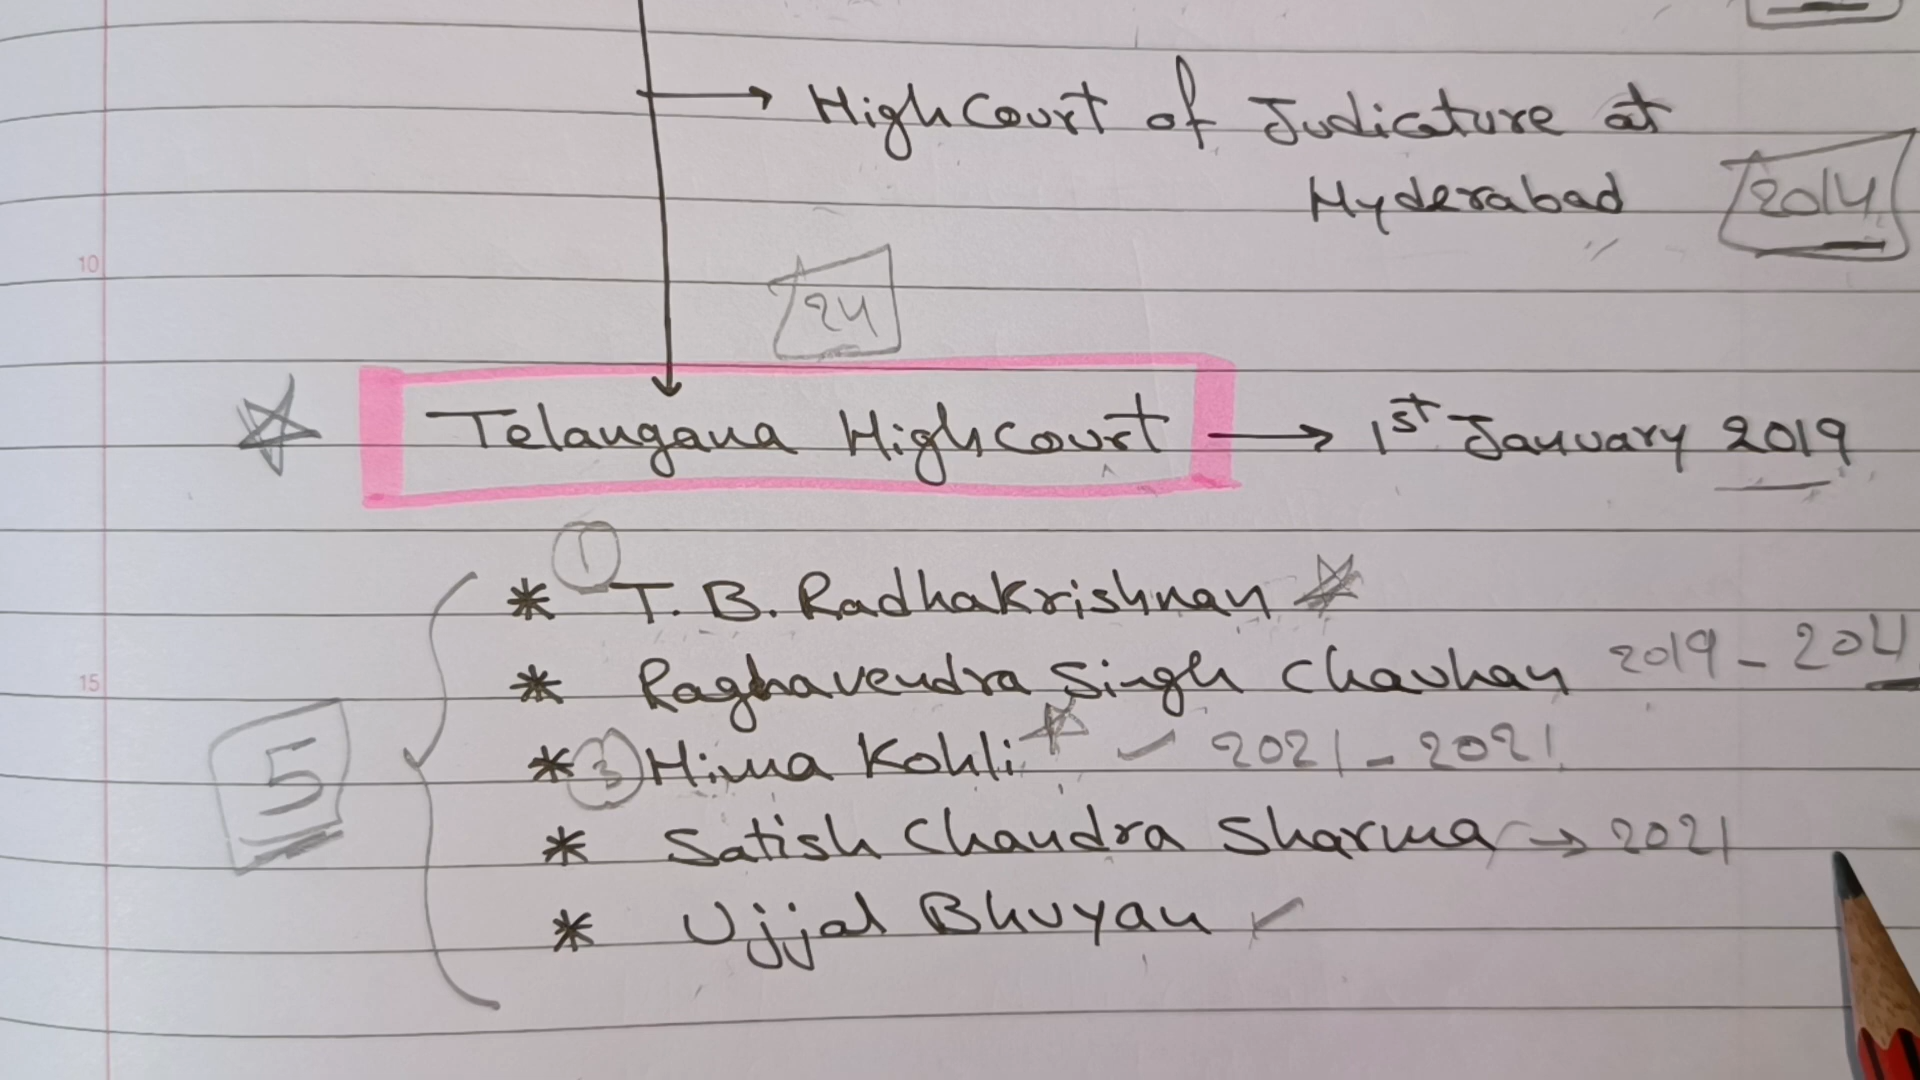 High Court of Judicature at
Hyderabad 2014
10
24
Telangana High Court → 1st January 2019
1
* T. B. Radhakrishnan
15
* Raghavendra Singh Chauhan 2019 -
* 3 Hima Kohli ✓ 2021 - 2021
5
* Satish Chandra Sharma → 2021
* Ujjal Bhuyan ✓